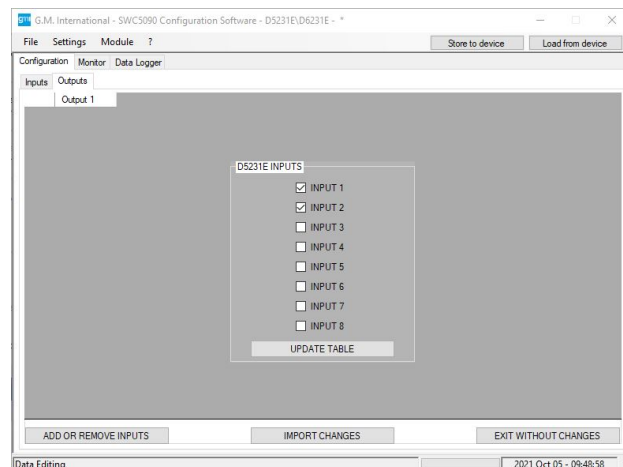 G.M. International - SWC5090 Configuration Software - D5231E\D6231E - *
File Settings Module ? Store to device Load from device
Configuration Monitor Data Logger
Inputs Outputs
Output 1
D5231E INPUTS
INPUT 1
INPUT 2
INPUT 3
INPUT 4
INPUT 5
INPUT 6
INPUT 7
INPUT 8
UPDATE TABLE
ADD OR REMOVE INPUTS IMPORT CHANGES EXIT WITHOUT CHANGES
Data Editing 2021 Oct 05 - 09:48:58